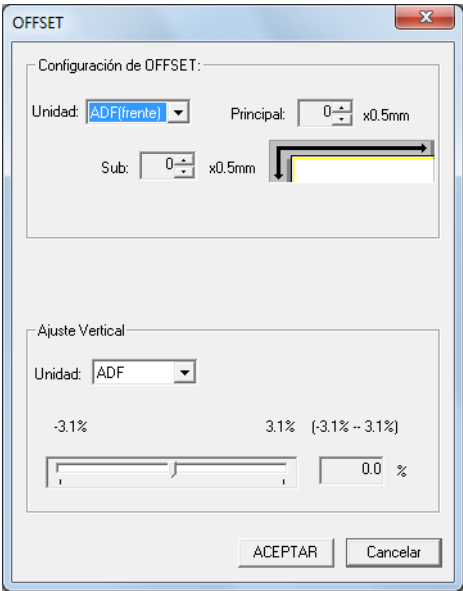 OFFSET
Configuración de OFFSET:
Unidad: ADF(frente) Principal: 0 x0.5mm
Sub: 0 x0.5mm
Ajuste Vertical
Unidad: ADF
-3.1% 3.1% (-3.1% -- 3.1%)
0.0 %
ACEPTAR Cancelar